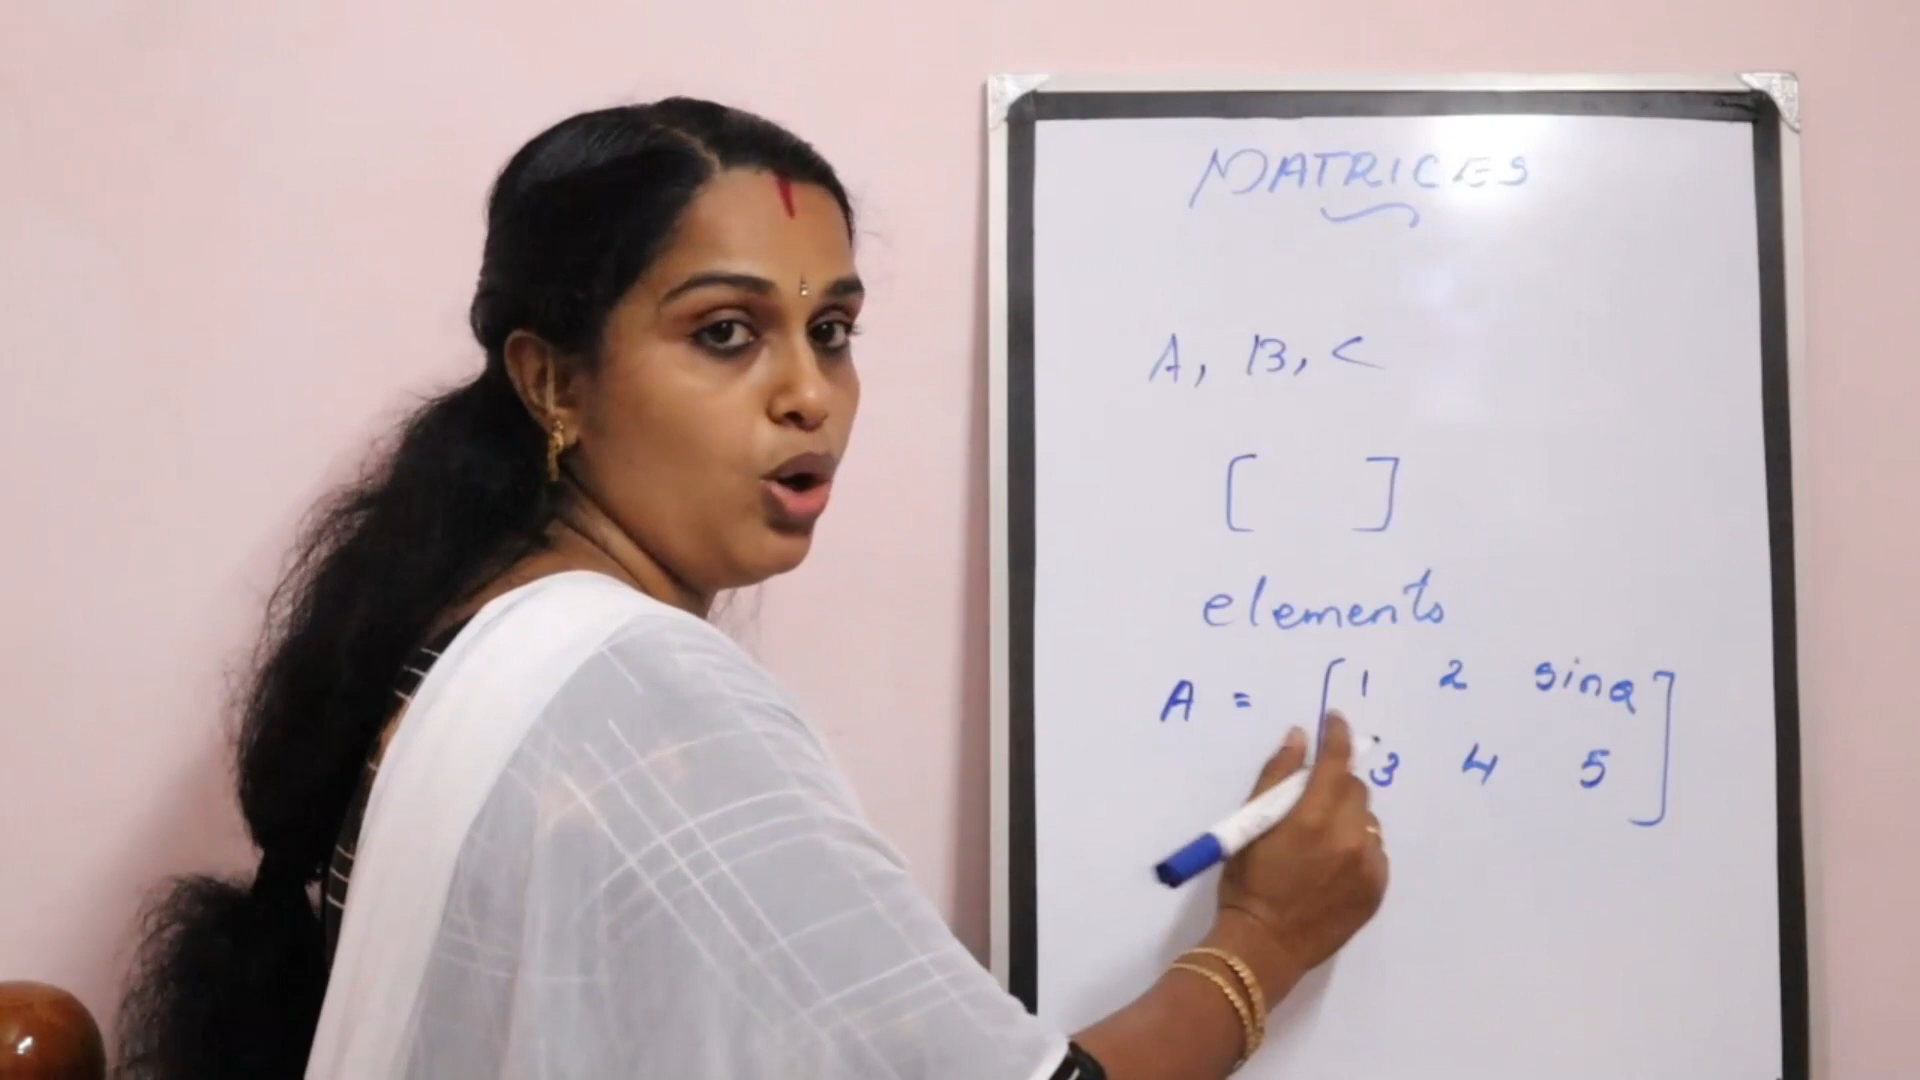 MATRICES
A, B, C
[ ]
elements
A = [ 1 2 sina ]
3 4 5